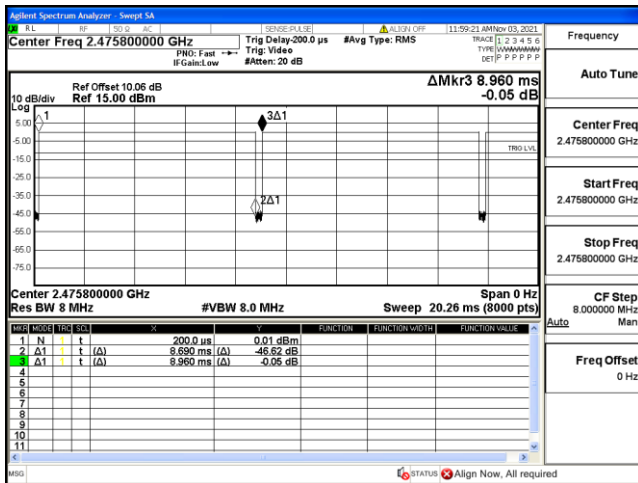 Agilent Spectrum Analyzer - Swept SA
RL RF 50 Ω AC SENSE:PULSE ALIGN OFF 11:59:21 AM Nov 03, 2021
Center Freq 2.475800000 GHz
PNO: Fast
IFGain:Low
Trig Delay-200.0 µs
Trig: Video
#Atten: 20 dB
#Avg Type: RMS
TRACE 1 2 3 4 5 6
TYPE WWWWWW
DET P P P P P P
Ref Offset 10.06 dB
Ref 15.00 dBm
10 dB/div
Log
ΔMkr3 8.960 ms
-0.05 dB
1
3Δ1
2Δ1
TRIG LVL
5.00
-5.00
-15.0
-25.0
-35.0
-45.0
-55.0
-65.0
-75.0
Center 2.475800000 GHz
Res BW 8 MHz
#VBW 8.0 MHz
Span 0 Hz
Sweep 20.26 ms (8000 pts)
MKR MODE TRC SCL X Y FUNCTION FUNCTION WIDTH FUNCTION VALUE
1 N 1 t 200.0 µs 0.01 dBm
2 Δ1 1 t (Δ) 8.690 ms (Δ) -46.62 dB
3 Δ1 1 t (Δ) 8.960 ms (Δ) -0.05 dB
4
5
6
7
8
9
10
11
MSG
STATUS Align Now, All required
Frequency
Auto Tune
Center Freq
2.475800000 GHz
Start Freq
2.475800000 GHz
Stop Freq
2.475800000 GHz
CF Step
8.000000 MHz
Auto Man
Freq Offset
0 Hz